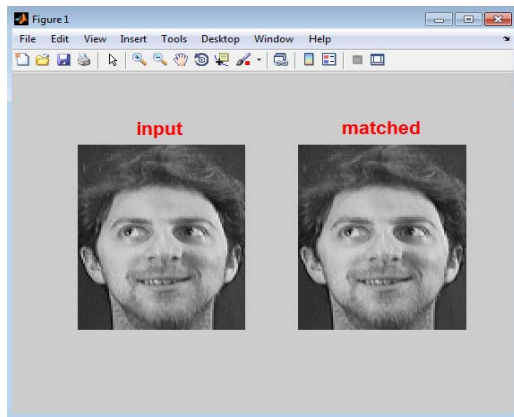 Figure 1
File Edit View Insert Tools Desktop Window Help
input matched